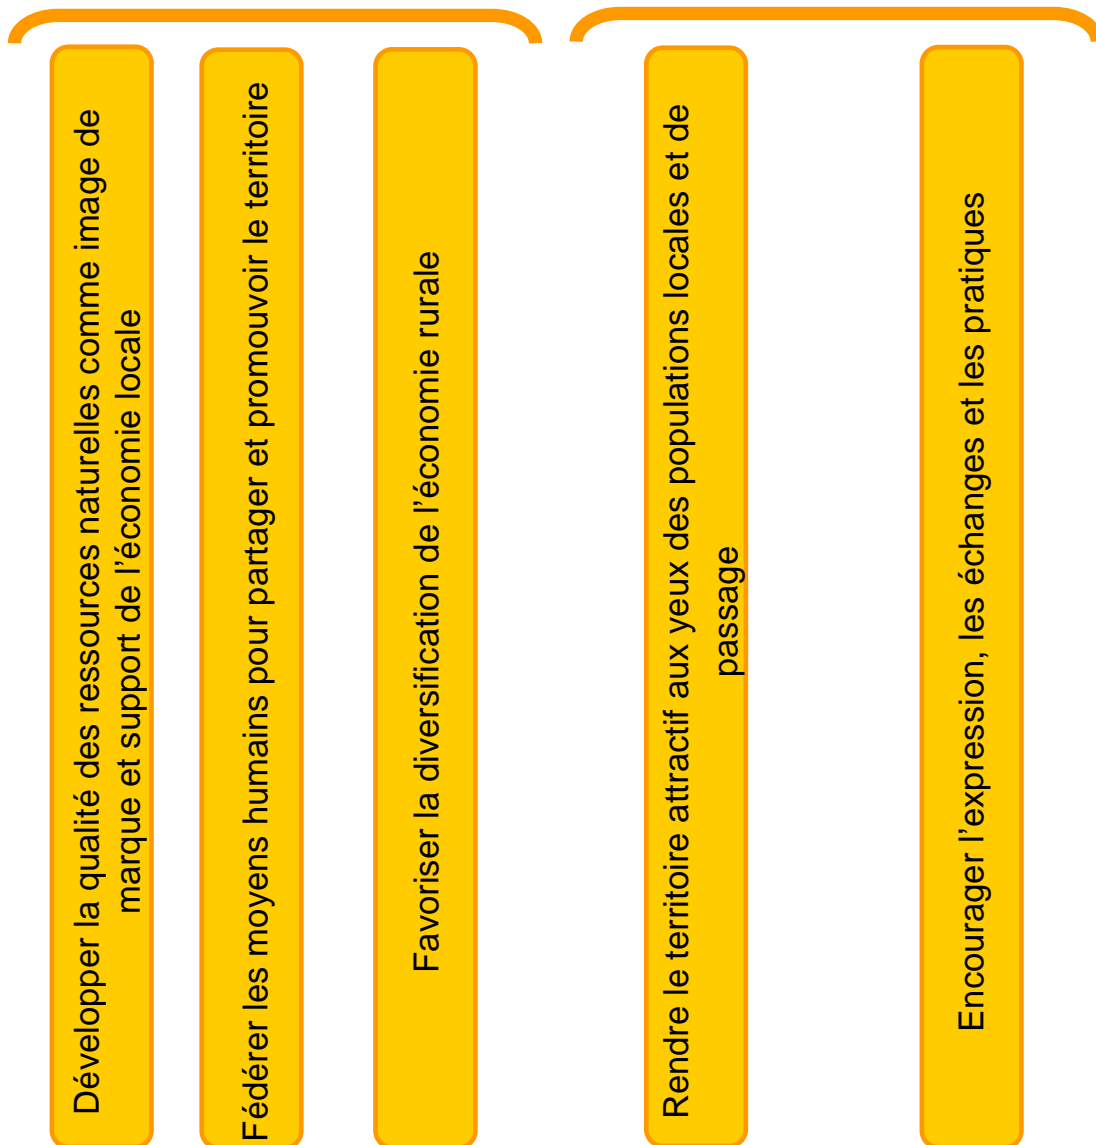 Développer la qualité des ressources naturelles comme image de
marque et support de l'économie locale
Fédérer les moyens humains pour partager et promouvoir le territoire
Favoriser la diversification de l'économie rurale
Rendre le territoire attractif aux yeux des populations locales et de
passage
Encourager l'expression, les échanges et les pratiques